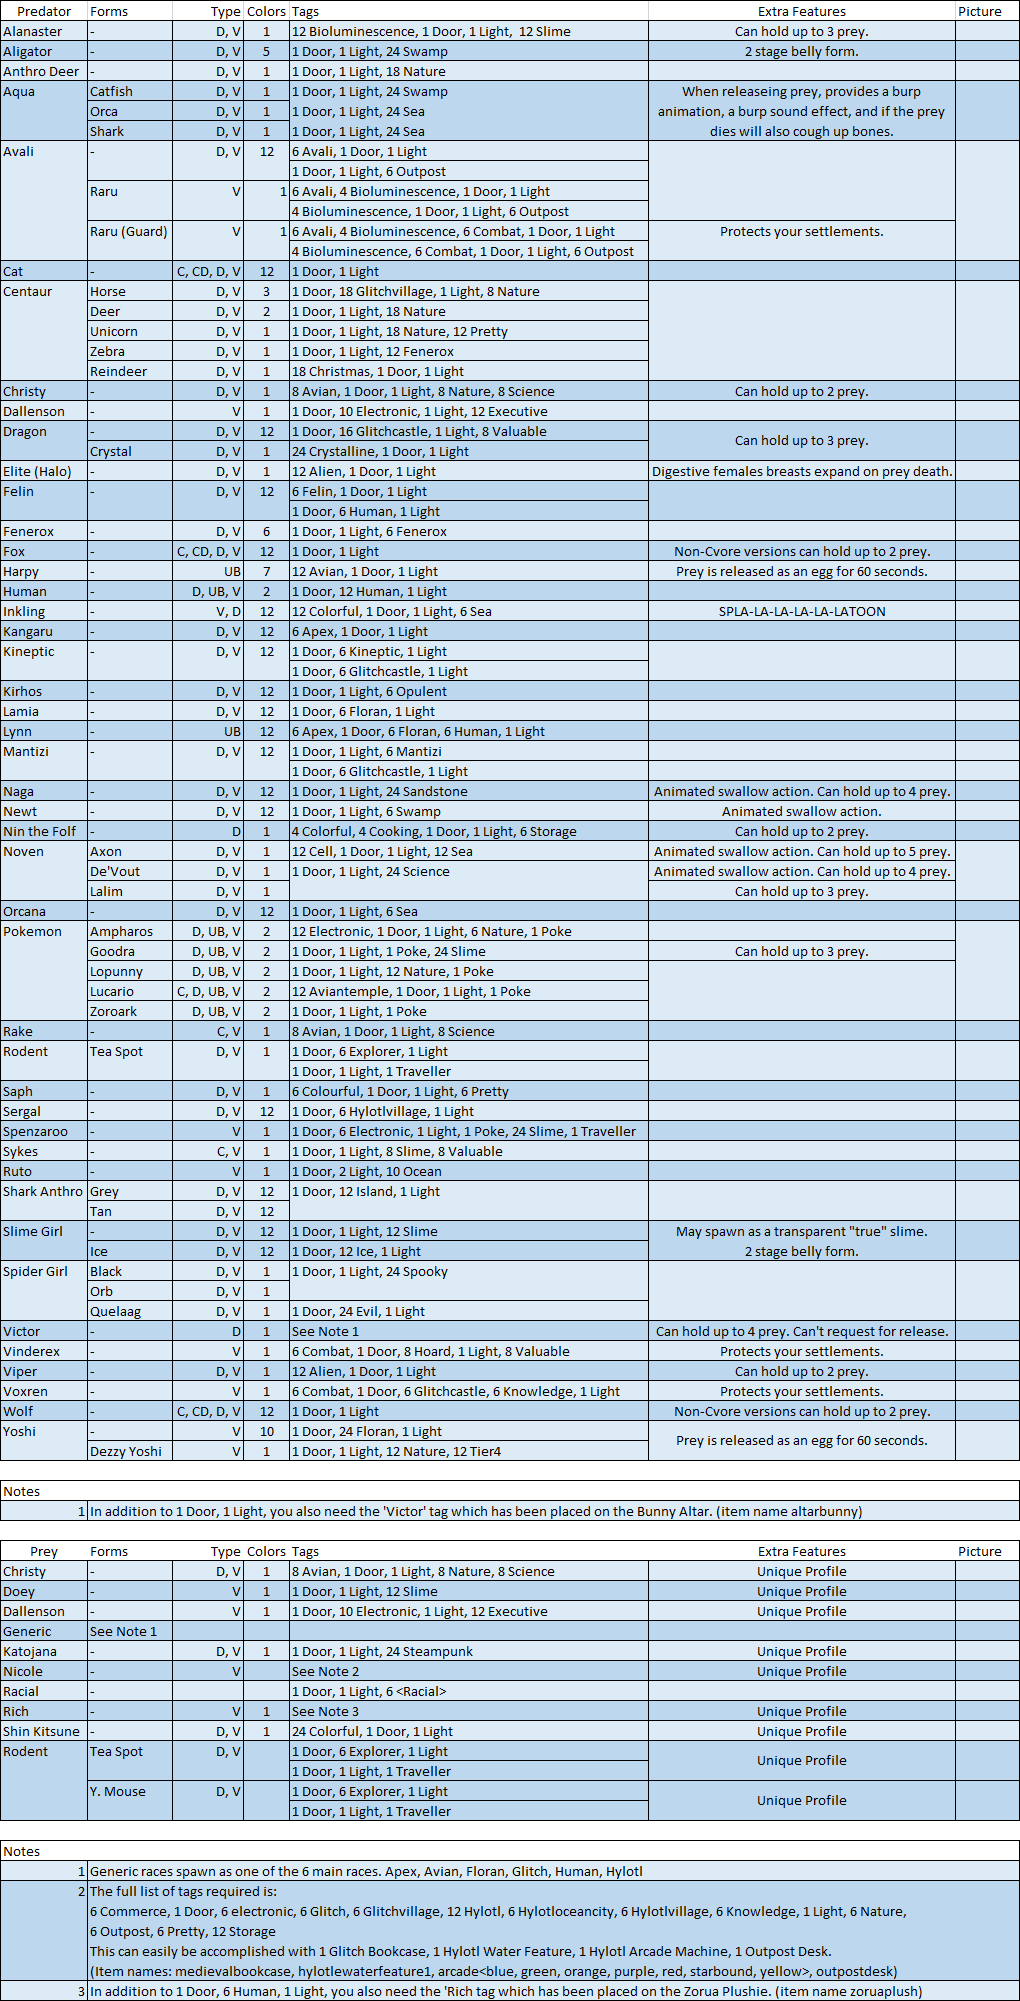 Predator Forms Type Colors Tags Extra Features Picture
Alanaster - D, V 1 12 Bioluminescence, 1 Door, 1 Light, 12 Slime Can hold up to 3 prey.
Aligator - D, V 5 1 Door, 1 Light, 24 Swamp 2 stage belly form.
Anthro Deer - D, V 1 1 Door, 1 Light, 18 Nature
Aqua Catfish D, V 1 1 Door, 1 Light, 24 Swamp When releaseing prey, provides a burp
Orca D, V 1 1 Door, 1 Light, 24 Sea animation, a burp sound effect, and if the prey
Shark D, V 1 1 Door, 1 Light, 24 Sea dies will also cough up bones.
Avali - D, V 12 6 Avali, 1 Door, 1 Light
1 Door, 1 Light, 6 Outpost
Raru V 1 6 Avali, 4 Bioluminescence, 1 Door, 1 Light
4 Bioluminescence, 1 Door, 1 Light, 6 Outpost
Raru (Guard) V 1 6 Avali, 4 Bioluminescence, 6 Combat, 1 Door, 1 Light Protects your settlements.
4 Bioluminescence, 6 Combat, 1 Door, 1 Light, 6 Outpost
Cat - C, CD, D, V 12 1 Door, 1 Light
Centaur Horse D, V 3 1 Door, 18 Glitchvillage, 1 Light, 8 Nature
Deer D, V 2 1 Door, 1 Light, 18 Nature
Unicorn D, V 1 1 Door, 1 Light, 18 Nature, 12 Pretty
Zebra D, V 1 1 Door, 1 Light, 12 Fenerox
Reindeer D, V 1 18 Christmas, 1 Door, 1 Light
Christy - D, V 1 8 Avian, 1 Door, 1 Light, 8 Nature, 8 Science Can hold up to 2 prey.
Dallenson - V 1 1 Door, 10 Electronic, 1 Light, 12 Executive
Dragon - D, V 12 1 Door, 16 Glitchcastle, 1 Light, 8 Valuable Can hold up to 3 prey.
Crystal D, V 1 24 Crystalline, 1 Door, 1 Light
Elite (Halo) - D, V 1 12 Alien, 1 Door, 1 Light Digestive females breasts expand on prey death.
Felin - D, V 12 6 Felin, 1 Door, 1 Light
1 Door, 6 Human, 1 Light
Fenerox - D, V 6 1 Door, 1 Light, 6 Fenerox
Fox - C, CD, D, V 12 1 Door, 1 Light Non-Cvore versions can hold up to 2 prey.
Harpy - UB 7 12 Avian, 1 Door, 1 Light Prey is released as an egg for 60 seconds.
Human - D, UB, V 2 1 Door, 12 Human, 1 Light
Inkling - V, D 12 12 Colorful, 1 Door, 1 Light, 6 Sea SPLA-LA-LA-LA-LA-LATOON
Kangaru - D, V 12 6 Apex, 1 Door, 1 Light
Kineptic - D, V 12 1 Door, 6 Kineptic, 1 Light
1 Door, 6 Glitchcastle, 1 Light
Kirhos - D, V 12 1 Door, 1 Light, 6 Opulent
Lamia - D, V 12 1 Door, 6 Floran, 1 Light
Lynn - UB 12 6 Apex, 1 Door, 6 Floran, 6 Human, 1 Light
Mantizi - D, V 12 1 Door, 1 Light, 6 Mantizi
1 Door, 6 Glitchcastle, 1 Light
Naga - D, V 12 1 Door, 1 Light, 24 Sandstone Animated swallow action. Can hold up to 4 prey.
Newt - D, V 12 1 Door, 1 Light, 6 Swamp Animated swallow action.
Nin the Folf - D 1 4 Colorful, 4 Cooking, 1 Door, 1 Light, 6 Storage Can hold up to 2 prey.
Noven Axon D, V 1 12 Cell, 1 Door, 1 Light, 12 Sea Animated swallow action. Can hold up to 5 prey.
De'Vout D, V 1 1 Door, 1 Light, 24 Science Animated swallow action. Can hold up to 4 prey.
Lalim D, V 1 Can hold up to 3 prey.
Orcana - D, V 12 1 Door, 1 Light, 6 Sea
Pokemon Ampharos D, UB, V 2 12 Electronic, 1 Door, 1 Light, 6 Nature, 1 Poke
Goodra D, UB, V 2 1 Door, 1 Light, 1 Poke, 24 Slime Can hold up to 3 prey.
Lopunny D, UB, V 2 1 Door, 1 Light, 12 Nature, 1 Poke
Lucario C, D, UB, V 2 12 Aviantemple, 1 Door, 1 Light, 1 Poke
Zoroark D, UB, V 2 1 Door, 1 Light, 1 Poke
Rake - C, V 1 8 Avian, 1 Door, 1 Light, 8 Science
Rodent Tea Spot D, V 1 1 Door, 6 Explorer, 1 Light
1 Door, 1 Light, 1 Traveller
Saph - D, V 1 6 Colourful, 1 Door, 1 Light, 6 Pretty
Sergal - D, V 12 1 Door, 6 Hylotlvillage, 1 Light
Spenzaroo - V 1 1 Door, 6 Electronic, 1 Light, 1 Poke, 24 Slime, 1 Traveller
Sykes - C, V 1 1 Door, 1 Light, 8 Slime, 8 Valuable
Ruto - V 1 1 Door, 2 Light, 10 Ocean
Shark Anthro Grey D, V 12 1 Door, 12 Island, 1 Light
Tan D, V 12
Slime Girl - D, V 12 1 Door, 1 Light, 12 Slime May spawn as a transparent "true" slime.
Ice D, V 12 1 Door, 12 Ice, 1 Light 2 stage belly form.
Spider Girl Black D, V 1 1 Door, 1 Light, 24 Spooky
Orb D, V 1
Quelaag D, V 1 1 Door, 24 Evil, 1 Light
Victor - D 1 See Note 1 Can hold up to 4 prey. Can't request for release.
Vinderex - V 1 6 Combat, 1 Door, 8 Hoard, 1 Light, 8 Valuable Protects your settlements.
Viper - D, V 1 12 Alien, 1 Door, 1 Light Can hold up to 2 prey.
Voxren - V 1 6 Combat, 1 Door, 6 Glitchcastle, 6 Knowledge, 1 Light Protects your settlements.
Wolf - C, CD, D, V 12 1 Door, 1 Light Non-Cvore versions can hold up to 2 prey.
Yoshi - V 10 1 Door, 24 Floran, 1 Light Prey is released as an egg for 60 seconds.
Dezzy Yoshi V 1 1 Door, 1 Light, 12 Nature, 12 Tier4
Notes
1 In addition to 1 Door, 1 Light, you also need the 'Victor' tag which has been placed on the Bunny Altar. (item name altarbunny)
Prey Forms Type Colors Tags Extra Features Picture
Christy - D, V 1 8 Avian, 1 Door, 1 Light, 8 Nature, 8 Science Unique Profile
Doey - V 1 1 Door, 1 Light, 12 Slime Unique Profile
Dallenson - V 1 1 Door, 10 Electronic, 1 Light, 12 Executive Unique Profile
Generic See Note 1
Katojana - D, V 1 1 Door, 1 Light, 24 Steampunk Unique Profile
Nicole - V See Note 2 Unique Profile
Racial - 1 Door, 1 Light, 6 <Racial>
Rich - V 1 See Note 3 Unique Profile
Shin Kitsune - D, V 1 24 Colorful, 1 Door, 1 Light Unique Profile
Rodent Tea Spot D, V 1 Door, 6 Explorer, 1 Light Unique Profile
1 Door, 1 Light, 1 Traveller
Y. Mouse D, V 1 Door, 6 Explorer, 1 Light Unique Profile
1 Door, 1 Light, 1 Traveller
Notes
1 Generic races spawn as one of the 6 main races. Apex, Avian, Floran, Glitch, Human, Hylotl
2 The full list of tags required is:
6 Commerce, 1 Door, 6 electronic, 6 Glitch, 6 Glitchvillage, 12 Hylotl, 6 Hylotloceancity, 6 Hylotlvillage, 6 Knowledge, 1 Light, 6 Nature,
6 Outpost, 6 Pretty, 12 Storage
This can easily be accomplished with 1 Glitch Bookcase, 1 Hylotl Water Feature, 1 Hylotl Arcade Machine, 1 Outpost Desk.
(Item names: medievalbookcase, hylotlewaterfeature1, arcade<blue, green, orange, purple, red, starbound, yellow>, outpostdesk)
3 In addition to 1 Door, 6 Human, 1 Light, you also need the 'Rich tag which has been placed on the Zorua Plushie. (item name zoruaplush)